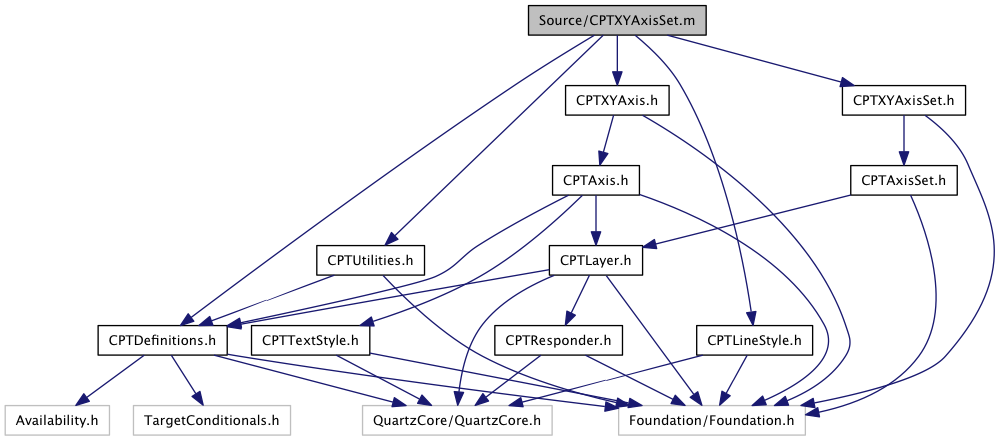 Source/CPTXYAxisSet.m
CPTXYAxis.h
CPTXYAxisSet.h
CPTAxis.h
CPTAxisSet.h
CPTUtilities.h
CPTLayer.h
CPTDefinitions.h
CPTTextStyle.h
CPTResponder.h
CPTLineStyle.h
Availability.h
TargetConditionals.h
QuartzCore/QuartzCore.h
Foundation/Foundation.h